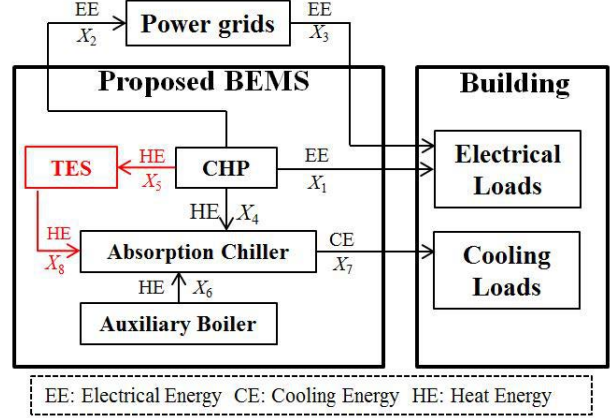 EE
X2
Power grids
EE
X3
Proposed BEMS
Building
TES
HE
X5
CHP
EE
X1
Electrical
Loads
HE
X4
HE
X8
Absorption Chiller
CE
X7
Cooling
Loads
HE
X6
Auxiliary Boiler
EE: Electrical Energy CE: Cooling Energy HE: Heat Energy